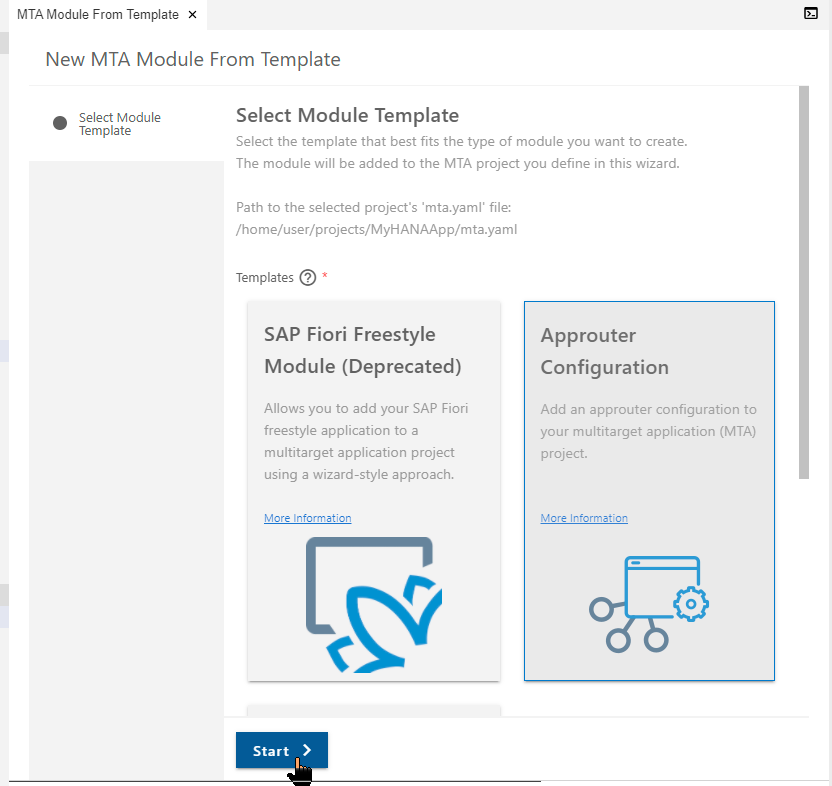 MTA Module From Template ×
New MTA Module From Template
Select Module
Template
Select Module Template
Select the template that best fits the type of module you want to create.
The module will be added to the MTA project you define in this wizard.
Path to the selected project's 'mta.yaml' file:
/home/user/projects/MyHANAApp/mta.yaml
Templates ? *
SAP Fiori Freestyle
Module (Deprecated)
Allows you to add your SAP Fiori
freestyle application to a
multitarget application project
using a wizard-style approach.
More Information
Approuter
Configuration
Add an approuter configuration to
your multitarget application (MTA)
project.
More Information
Start